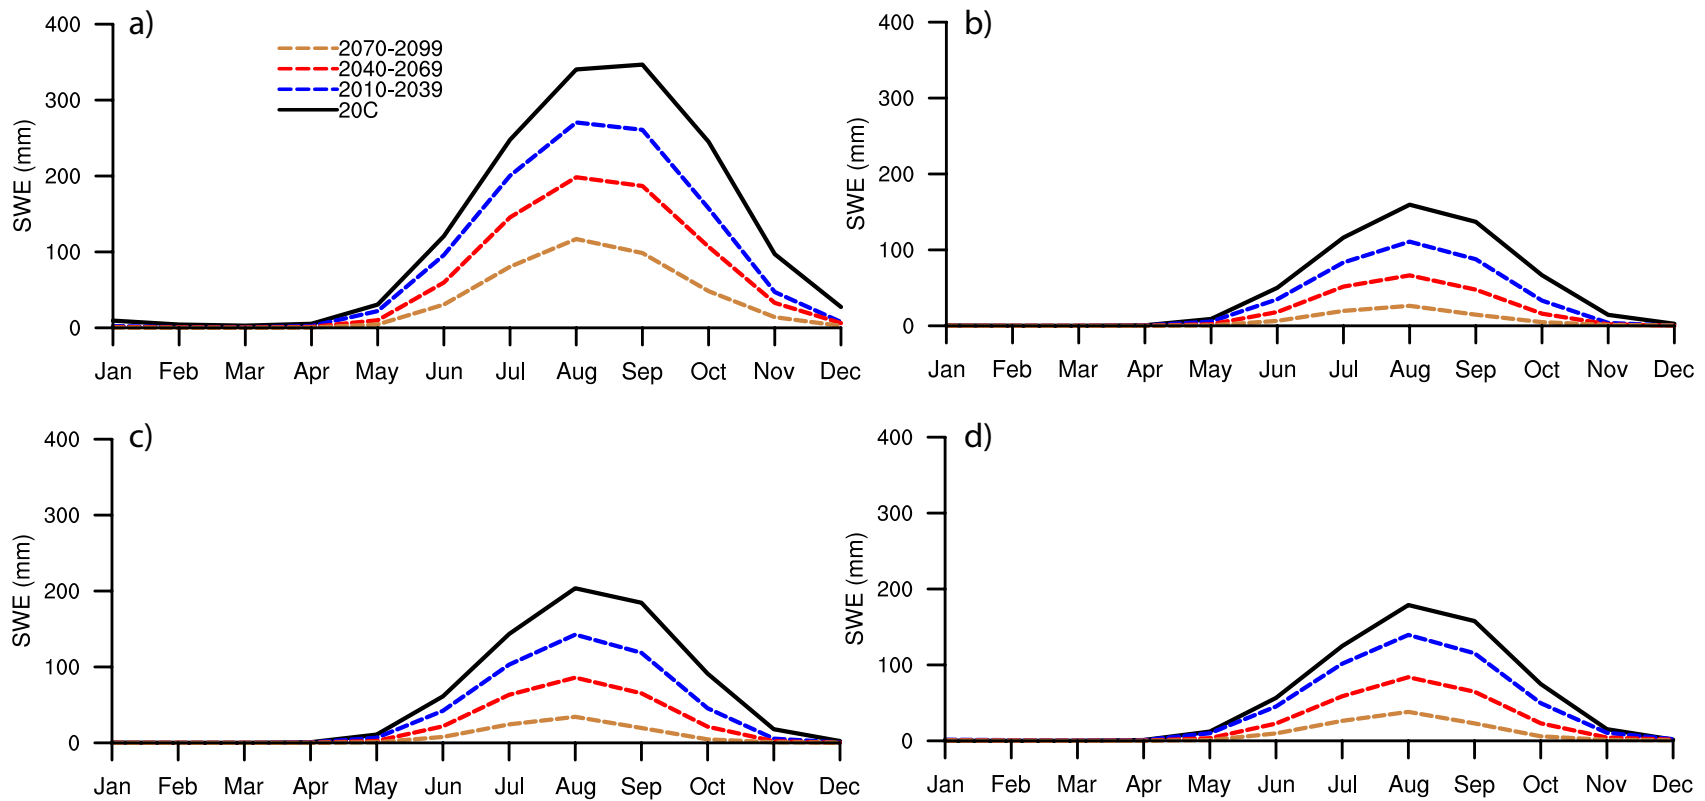 a)
2070-2099
2040-2069
2010-2039
20C
SWE (mm)
400
300
200
100
0
Jan Feb Mar Apr May Jun Jul Aug Sep Oct Nov Dec
b)
SWE (mm)
400
300
200
100
0
Jan Feb Mar Apr May Jun Jul Aug Sep Oct Nov Dec
c)
SWE (mm)
400
300
200
100
0
Jan Feb Mar Apr May Jun Jul Aug Sep Oct Nov Dec
d)
SWE (mm)
400
300
200
100
0
Jan Feb Mar Apr May Jun Jul Aug Sep Oct Nov Dec